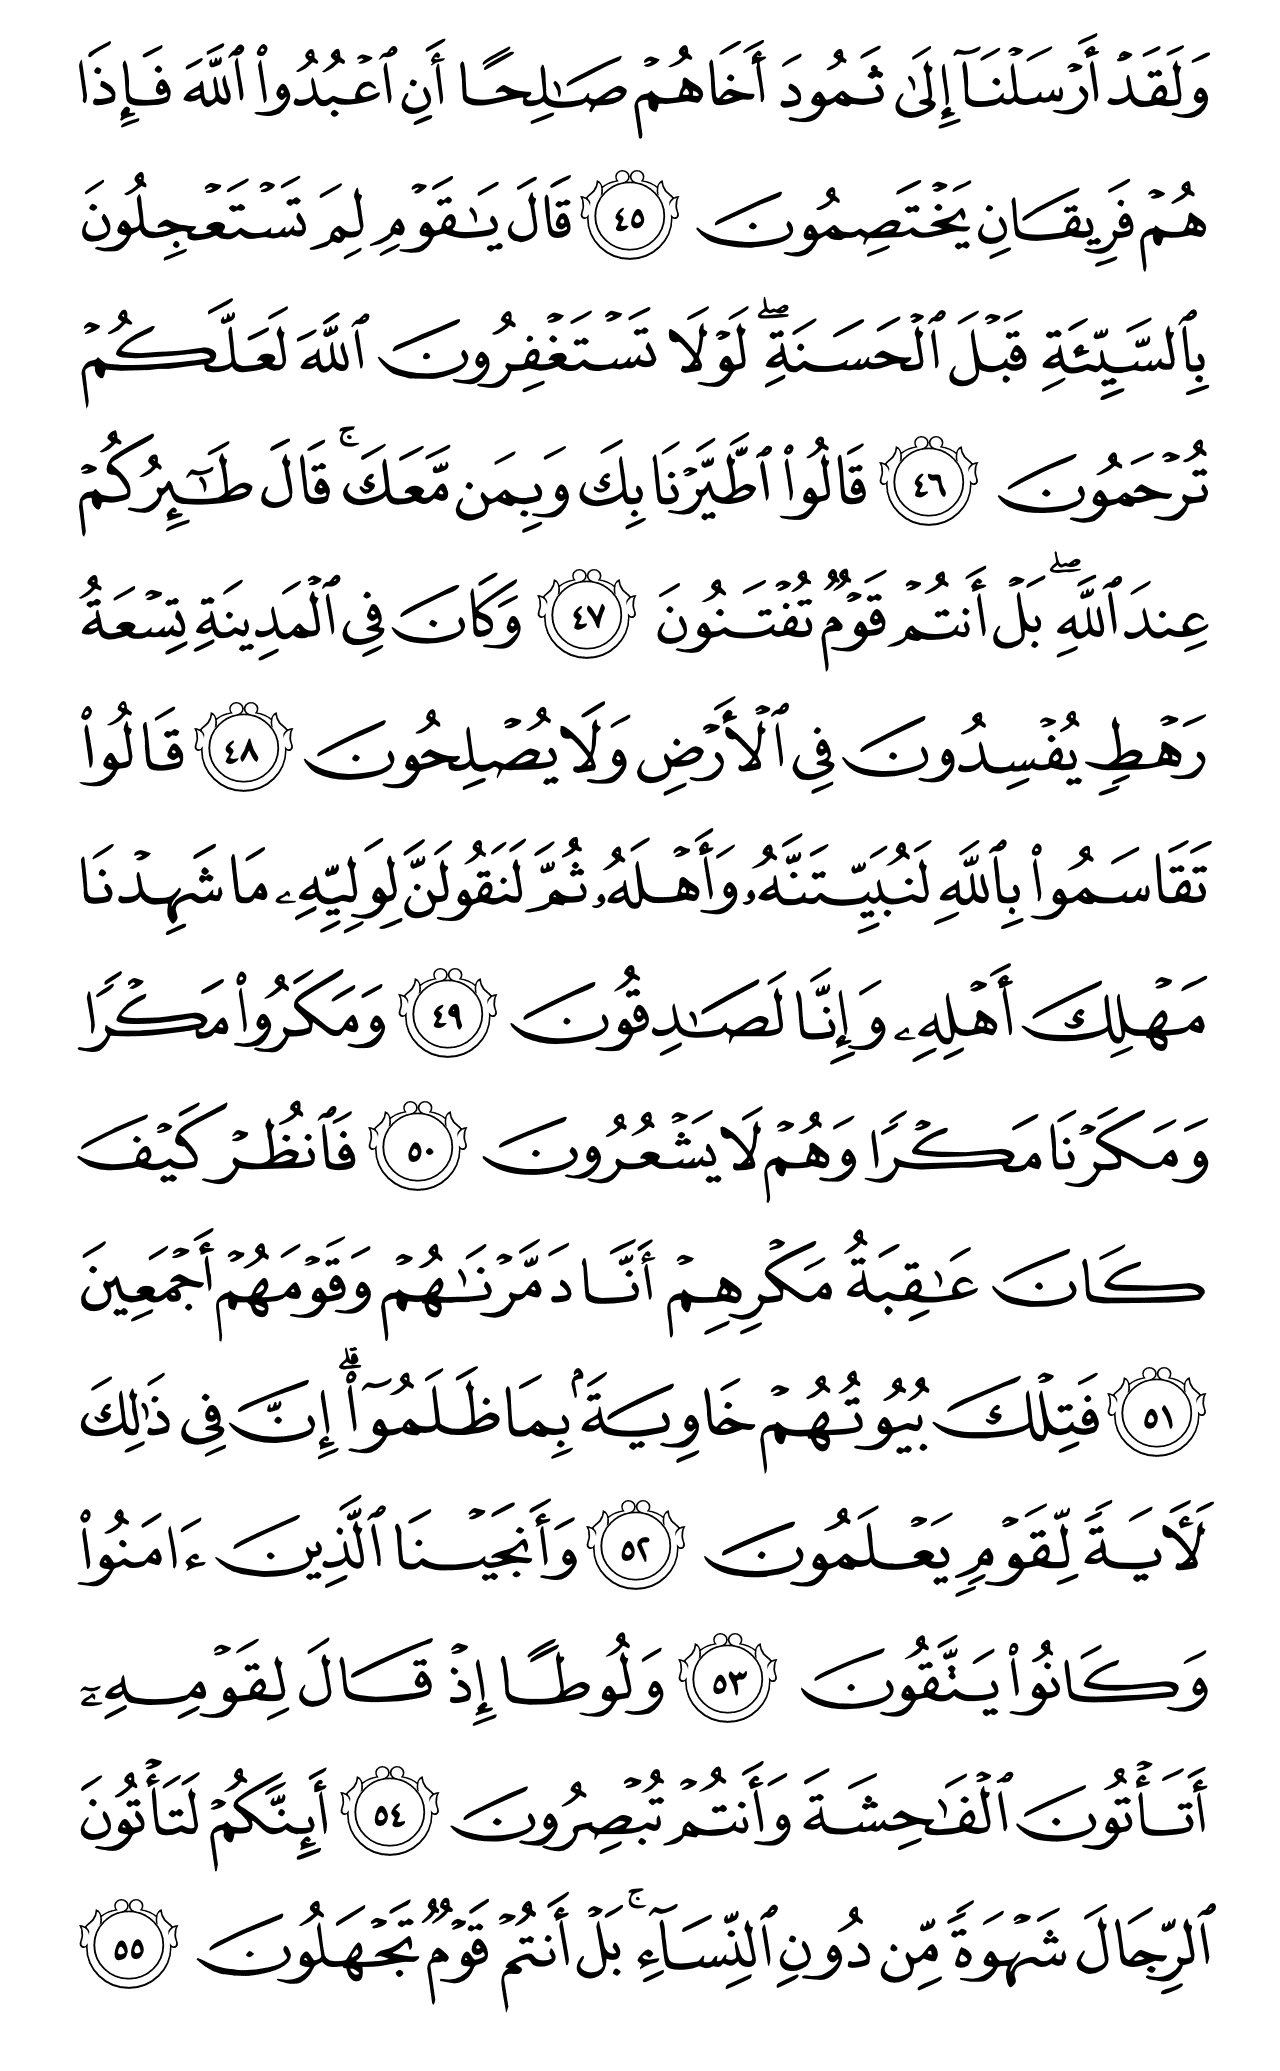 وَلَقَدۡ أَرۡسَلۡنَآ إِلَىٰ ثَمُودَ أَخَاهُمۡ صَٰلِحًا أَنِ ٱعۡبُدُواْ ٱللَّهَ فَإِذَا
هُمۡ فَرِيقَانِ يَخۡتَصِمُونَ ٤٥ قَالَ يَٰقَوۡمِ لِمَ تَسۡتَعۡجِلُونَ
بِٱلسَّيِّئَةِ قَبۡلَ ٱلۡحَسَنَةِۖ لَوۡلَا تَسۡتَغۡفِرُونَ ٱللَّهَ لَعَلَّكُمۡ
تُرۡحَمُونَ ٤٦ قَالُواْ ٱطَّيَّرۡنَا بِكَ وَبِمَن مَّعَكَۚ قَالَ طَٰٓئِرُكُمۡ
عِندَ ٱللَّهِۖ بَلۡ أَنتُمۡ قَوۡمٞ تُفۡتَنُونَ ٤٧ وَكَانَ فِي ٱلۡمَدِينَةِ تِسۡعَةُ
رَهۡطٖ يُفۡسِدُونَ فِي ٱلۡأَرۡضِ وَلَا يُصۡلِحُونَ ٤٨ قَالُواْ
تَقَاسَمُواْ بِٱللَّهِ لَنُبَيِّتَنَّهُۥ وَأَهۡلَهُۥ ثُمَّ لَنَقُولَنَّ لِوَلِيِّهِۦ مَا شَهِدۡنَا
مَهۡلِكَ أَهۡلِهِۦ وَإِنَّا لَصَٰدِقُونَ ٤٩ وَمَكَرُواْ مَكۡرٗا
وَمَكَرۡنَا مَكۡرٗا وَهُمۡ لَا يَشۡعُرُونَ ٥٠ فَٱنظُرۡ كَيۡفَ
كَانَ عَٰقِبَةُ مَكۡرِهِمۡ أَنَّا دَمَّرۡنَٰهُمۡ وَقَوۡمَهُمۡ أَجۡمَعِينَ
٥١ فَتِلۡكَ بُيُوتُهُمۡ خَاوِيَةَۢ بِمَا ظَلَمُوٓاْۗ إِنَّ فِي ذَٰلِكَ
لَأٓيَةٗ لِّقَوۡمٖ يَعۡلَمُونَ ٥٢ وَأَنجَيۡنَا ٱلَّذِينَ ءَامَنُواْ
وَكَانُواْ يَتَّقُونَ ٥٣ وَلُوطًا إِذۡ قَالَ لِقَوۡمِهِۦٓ
أَتَأۡتُونَ ٱلۡفَٰحِشَةَ وَأَنتُمۡ تُبۡصِرُونَ ٥٤ أَئِنَّكُمۡ لَتَأۡتُونَ
ٱلرِّجَالَ شَهۡوَةٗ مِّن دُونِ ٱلنِّسَآءِۚ بَلۡ أَنتُمۡ قَوۡمٞ تَجۡهَلُونَ ٥٥